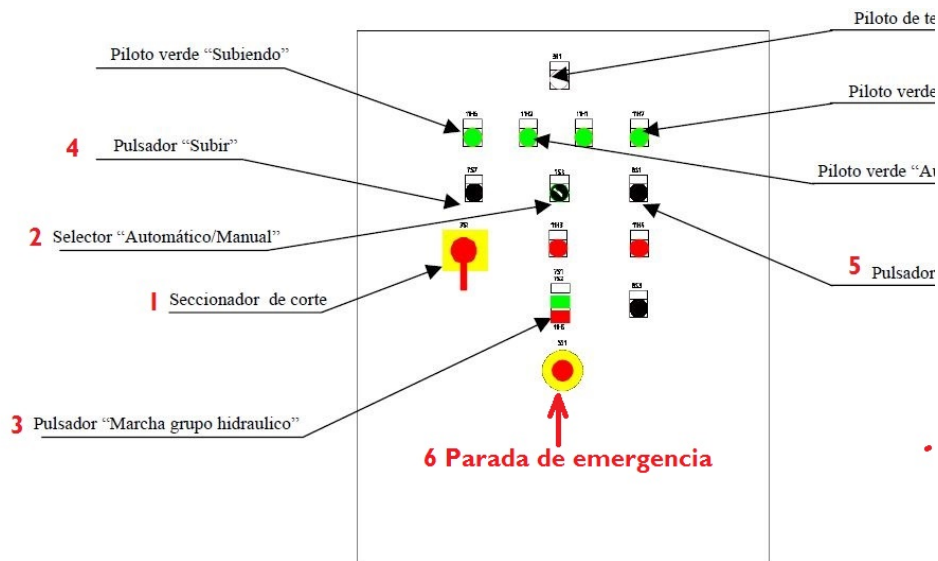 Piloto de te
Piloto verde “Subiendo”
Piloto verde
4 Pulsador “Subir”
Piloto verde “Au
2 Selector “Automático/Manual”
5 Pulsador
1 Seccionador de corte
3 Pulsador “Marcha grupo hidraulico”
6 Parada de emergencia